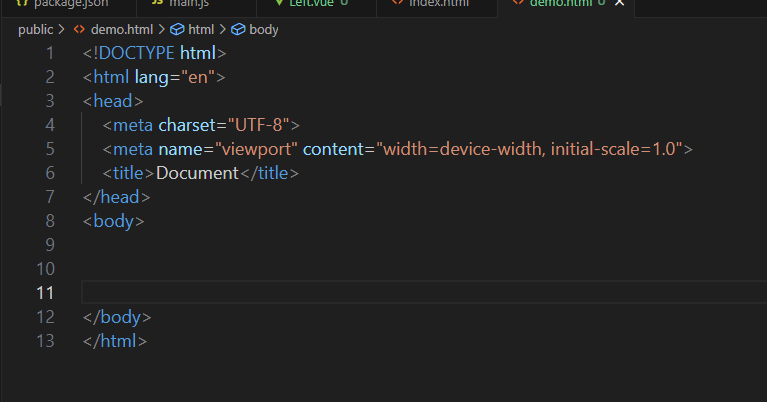 package.json main.js Left.vue U index.html demo.html U
public > demo.html > html > body
1 <!DOCTYPE html>
2 <html lang="en">
3 <head>
4 <meta charset="UTF-8">
5 <meta name="viewport" content="width=device-width, initial-scale=1.0">
6 <title>Document</title>
7 </head>
8 <body>
9
10
11
12 </body>
13 </html>